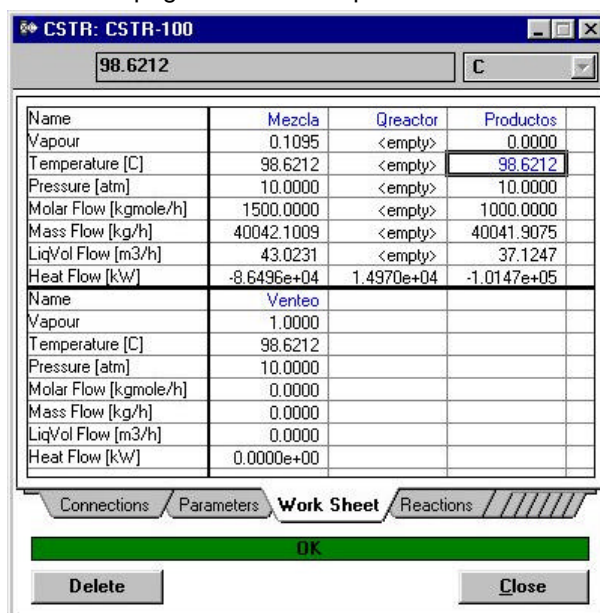 CSTR: CSTR-100
98.6212 C
Name Mezcla Qreactor Productos
Vapour 0.1095 <empty> 0.0000
Temperature [C] 98.6212 <empty> 98.6212
Pressure [atm] 10.0000 <empty> 10.0000
Molar Flow [kgmole/h] 1500.0000 <empty> 1000.0000
Mass Flow [kg/h] 40042.1009 <empty> 40041.9075
LiqVol Flow [m3/h] 43.0231 <empty> 37.1247
Heat Flow [kW] -8.6496e+04 1.4970e+04 -1.0147e+05
Name Venteo
Vapour 1.0000
Temperature [C] 98.6212
Pressure [atm] 10.0000
Molar Flow [kgmole/h] 0.0000
Mass Flow [kg/h] 0.0000
LiqVol Flow [m3/h] 0.0000
Heat Flow [kW] 0.0000e+00
Connections Parameters Work Sheet Reactions
OK
Delete Close